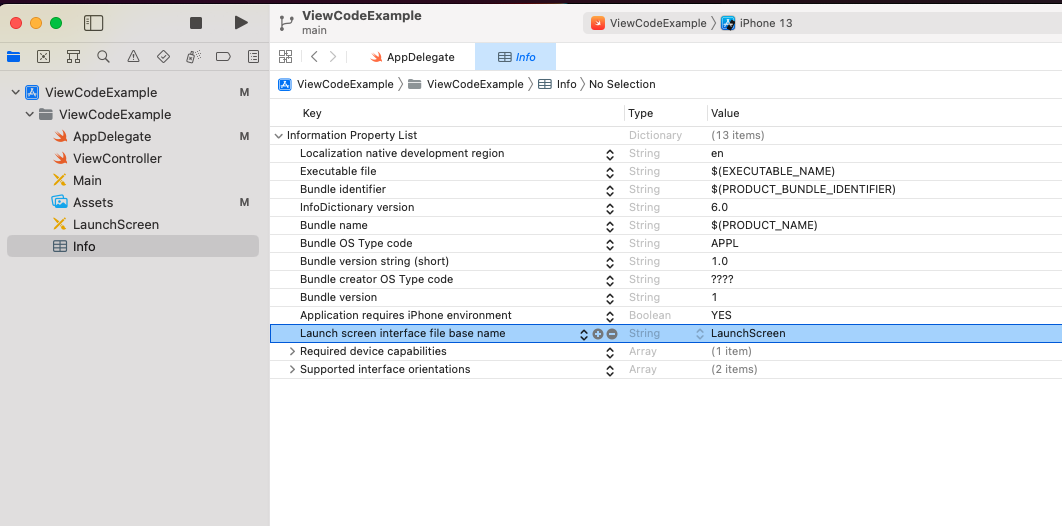 ViewCodeExample
main
ViewCodeExample
iPhone 13
AppDelegate
Info
ViewCodeExample
ViewCodeExample
Info
No Selection
ViewCodeExample M
ViewCodeExample
AppDelegate M
ViewController
Main
Assets M
LaunchScreen
Info
Key Type Value
Information Property List Dictionary (13 items)
Localization native development region String en
Executable file String $(EXECUTABLE_NAME)
Bundle identifier String $(PRODUCT_BUNDLE_IDENTIFIER)
InfoDictionary version String 6.0
Bundle name String $(PRODUCT_NAME)
Bundle OS Type code String APPL
Bundle version string (short) String 1.0
Bundle creator OS Type code String ????
Bundle version String 1
Application requires iPhone environment Boolean YES
Launch screen interface file base name String LaunchScreen
Required device capabilities Array (1 item)
Supported interface orientations Array (2 items)